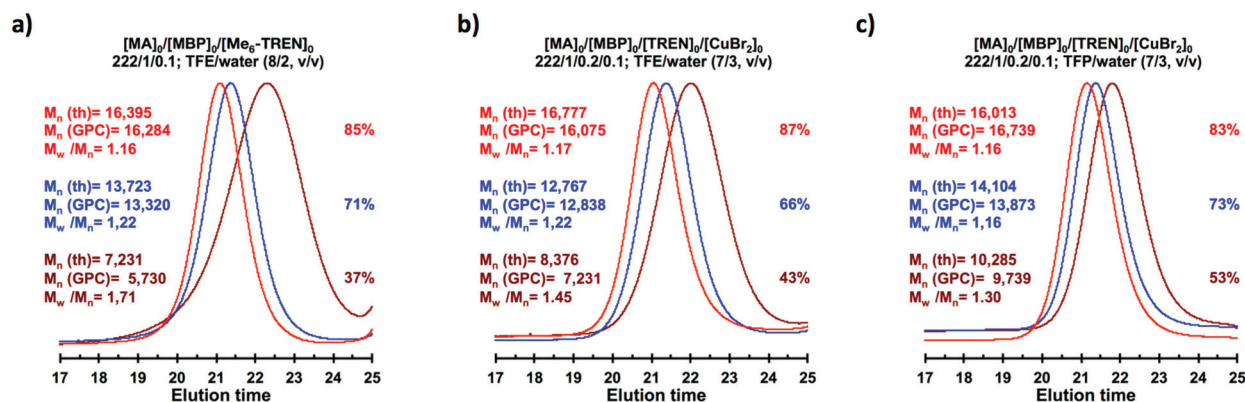 a)
[MA]₀/[MBP]₀/[Me₆-TREN]₀
222/1/0.1; TFE/water (8/2, v/v)
Mₙ (th)= 16,395
Mₙ (GPC)= 16,284
M_w /Mₙ= 1.16
85%
Mₙ (th)= 13,723
Mₙ (GPC)= 13,320
M_w /Mₙ= 1,22
71%
Mₙ (th)= 7,231
Mₙ (GPC)= 5,730
M_w /Mₙ= 1,71
37%
17 18 19 20 21 22 23 24 25
Elution time
b)
[MA]₀/[MBP]₀/[TREN]₀/[CuBr₂]₀
222/1/0.2/0.1; TFE/water (7/3, v/v)
Mₙ (th)= 16,777
Mₙ (GPC)= 16,075
M_w /Mₙ= 1.17
87%
Mₙ (th)= 12,767
Mₙ (GPC)= 12,838
M_w /Mₙ= 1,22
66%
Mₙ (th)= 8,376
Mₙ (GPC)= 7,231
M_w /Mₙ= 1.45
43%
17 18 19 20 21 22 23 24 25
Elution time
c)
[MA]₀/[MBP]₀/[TREN]₀/[CuBr₂]₀
222/1/0.2/0.1; TFP/water (7/3, v/v)
Mₙ (th)= 16,013
Mₙ (GPC)= 16,739
M_w /Mₙ= 1.16
83%
Mₙ (th)= 14,104
Mₙ (GPC)= 13,873
M_w /Mₙ= 1,16
73%
Mₙ (th)= 10,285
Mₙ (GPC)= 9,739
M_w /Mₙ= 1.30
53%
17 18 19 20 21 22 23 24 25
Elution time